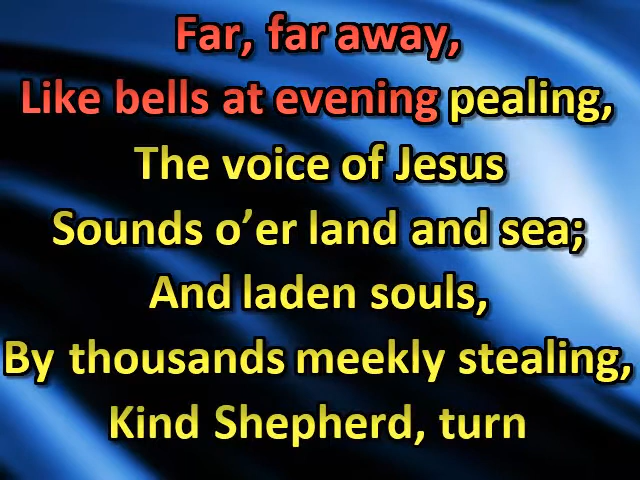 Far, far away,
Like bells at evening pealing,
The voice of Jesus
Sounds o’er land and sea;
And laden souls,
By thousands meekly stealing,
Kind Shepherd, turn